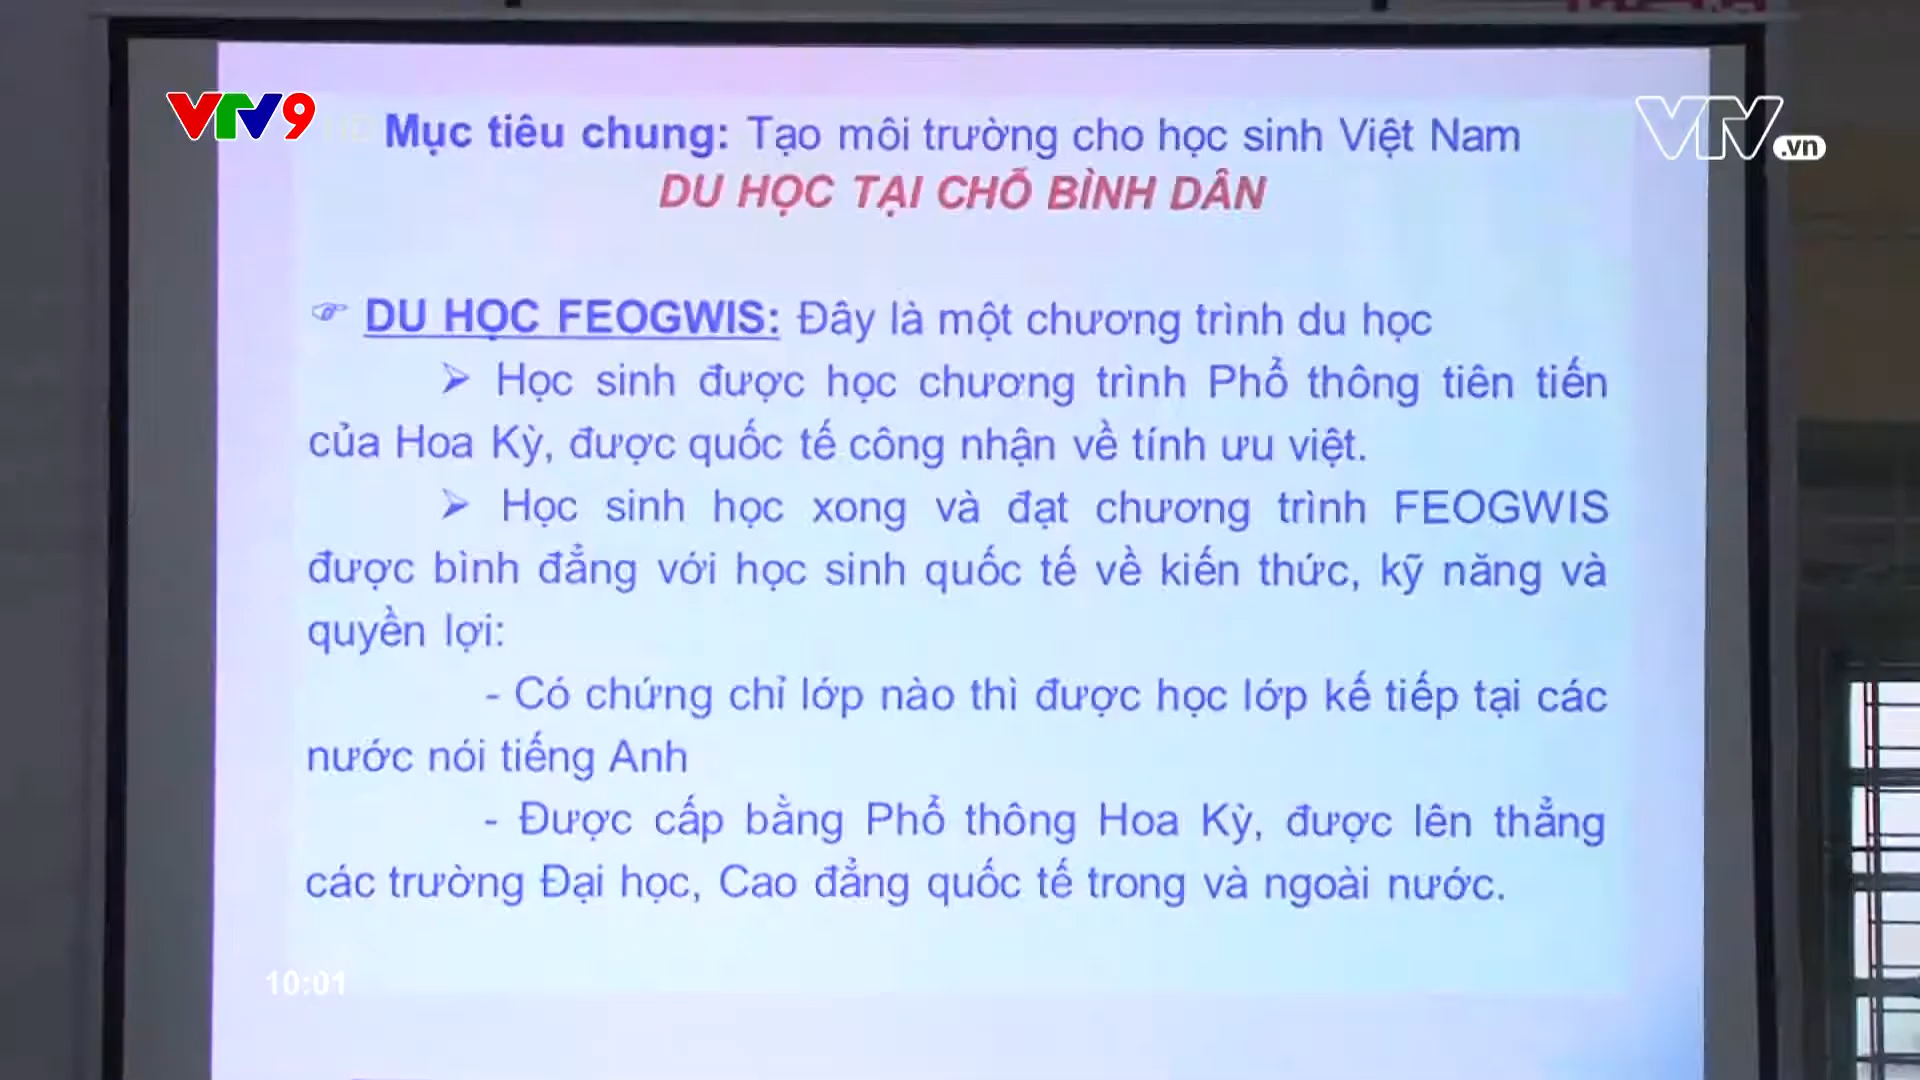 VTV9
VTV.vn
Mục tiêu chung: Tạo môi trường cho học sinh Việt Nam
DU HỌC TẠI CHỖ BÌNH DÂN
DU HỌC FEOGWIS: Đây là một chương trình du học
Học sinh được học chương trình Phổ thông tiên tiến
của Hoa Kỳ, được quốc tế công nhận về tính ưu việt.
Học sinh học xong và đạt chương trình FEOGWIS
được bình đẳng với học sinh quốc tế về kiến thức, kỹ năng và
quyền lợi:
- Có chứng chỉ lớp nào thì được học lớp kế tiếp tại các
nước nói tiếng Anh
- Được cấp bằng Phổ thông Hoa Kỳ, được lên thẳng
các trường Đại học, Cao đẳng quốc tế trong và ngoài nước.
10:01